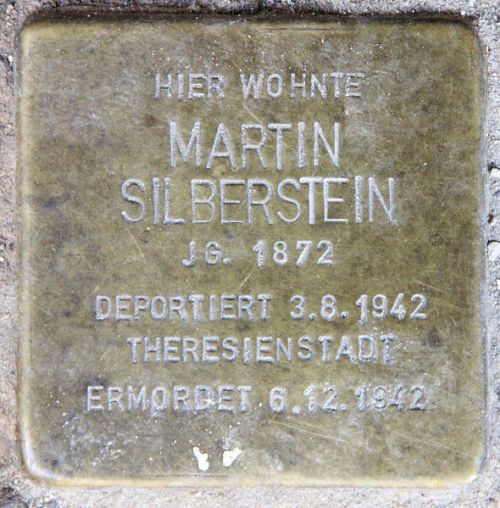 HIER WOHNTE
MARTIN
SILBERSTEIN
JG. 1872
DEPORTIERT 3.8.1942
THERESIENSTADT
ERMORDET 6.12.1942